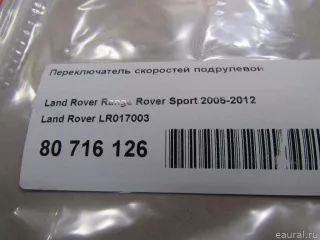 Переключатель скоростей подрулевой
Land Rover Range Rover Sport 2005-2012
Land Rover LR017003
80 716 126
eaural.ru